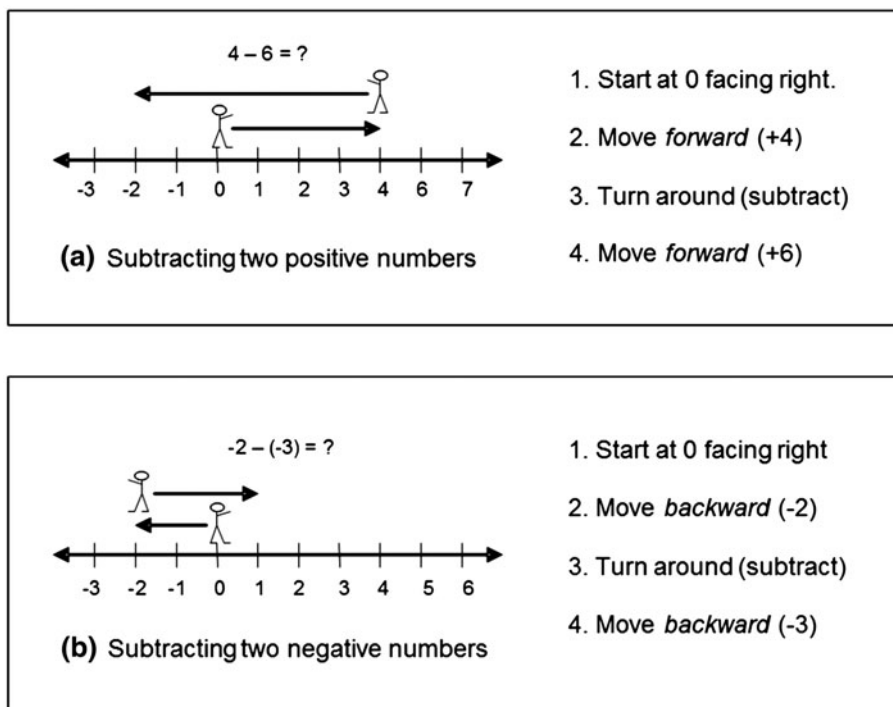 4 – 6 = ?
-3 -2 -1 0 1 2 3 4 6 7
(a) Subtracting two positive numbers
1. Start at 0 facing right.
2. Move forward (+4)
3. Turn around (subtract)
4. Move forward (+6)
-2 – (-3) = ?
-3 -2 -1 0 1 2 3 4 5 6
(b) Subtracting two negative numbers
1. Start at 0 facing right
2. Move backward (-2)
3. Turn around (subtract)
4. Move backward (-3)